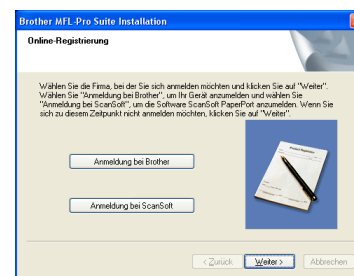 Brother MFL-Pro Suite Installation
Online-Registrierung
Wählen Sie die Firma, bei der Sie sich anmelden möchten und klicken Sie auf "Weiter".
Wählen Sie "Anmeldung bei Brother", um Ihr Gerät anzumelden und wählen Sie
"Anmeldung bei ScanSoft", um die Software ScanSoft PaperPort anzumelden. Wenn Sie
sich zu diesem Zeitpunkt nicht anmelden möchten, klicken Sie auf "Weiter".
Anmeldung bei Brother
Anmeldung bei ScanSoft
< Zurück Weiter > Abbrechen